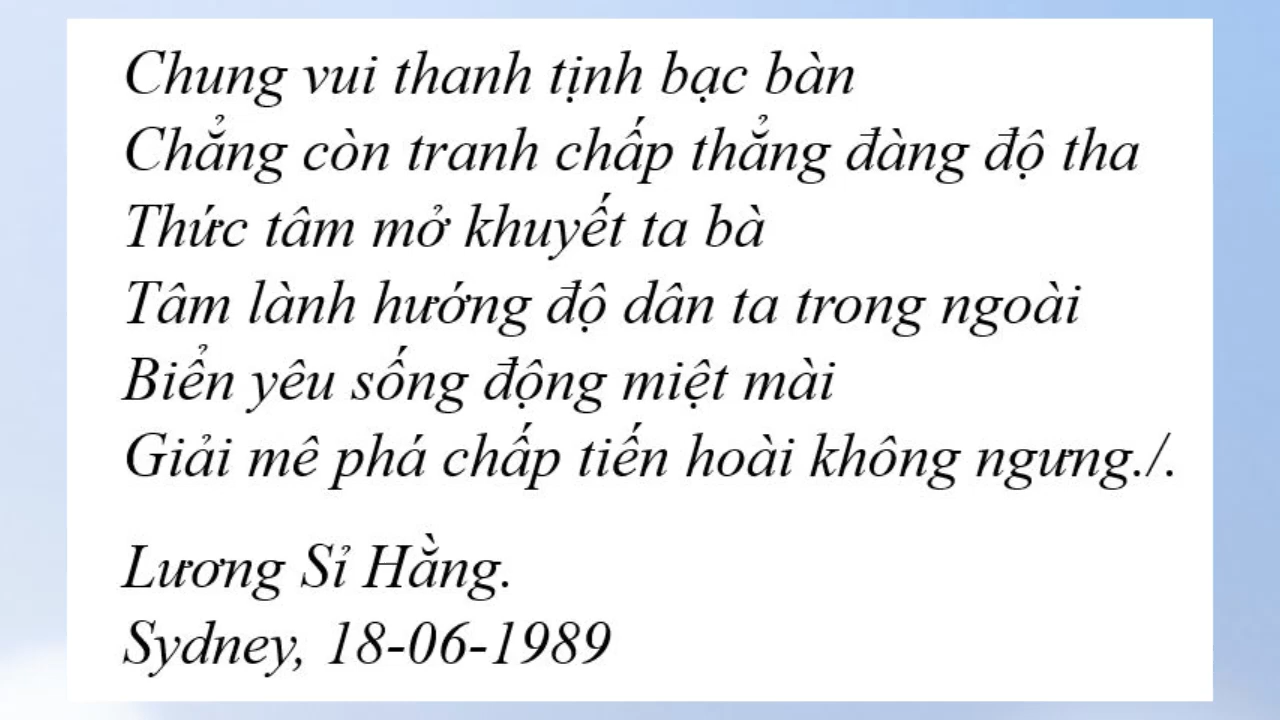 Chung vui thanh tịnh bạc bàn
Chẳng còn tranh chấp thẳng đàng độ tha
Thức tâm mở khuyết ta bà
Tâm lành hướng độ dân ta trong ngoài
Biển yêu sống động miệt mài
Giải mê phá chấp tiến hoài không ngưng./.
Lương Sỉ Hằng.
Sydney, 18-06-1989